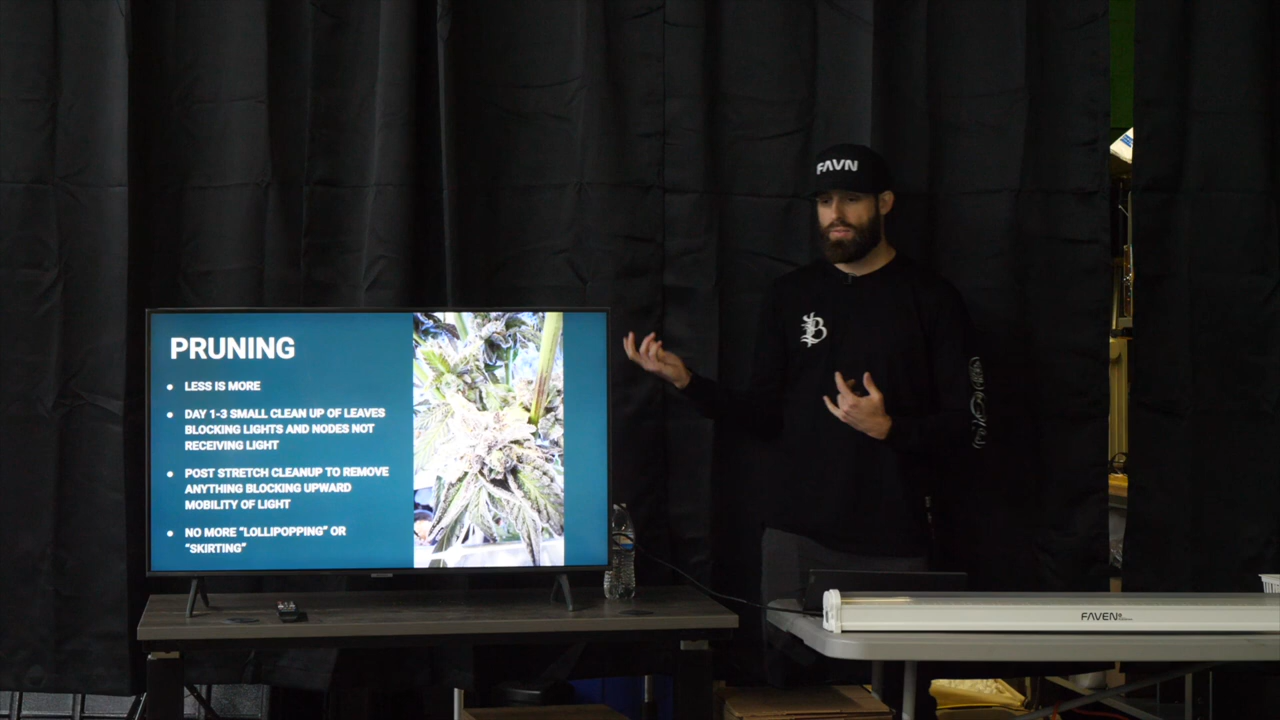 FAVN
B
PRUNING
LESS IS MORE
DAY 1-3 SMALL CLEAN UP OF LEAVES
BLOCKING LIGHTS AND NODES NOT
RECEIVING LIGHT
POST STRETCH CLEANUP TO REMOVE
ANYTHING BLOCKING UPWARD
MOBILITY OF LIGHT
NO MORE "LOLLIPOPPING" OR
"SKIRTING"
FAVEN